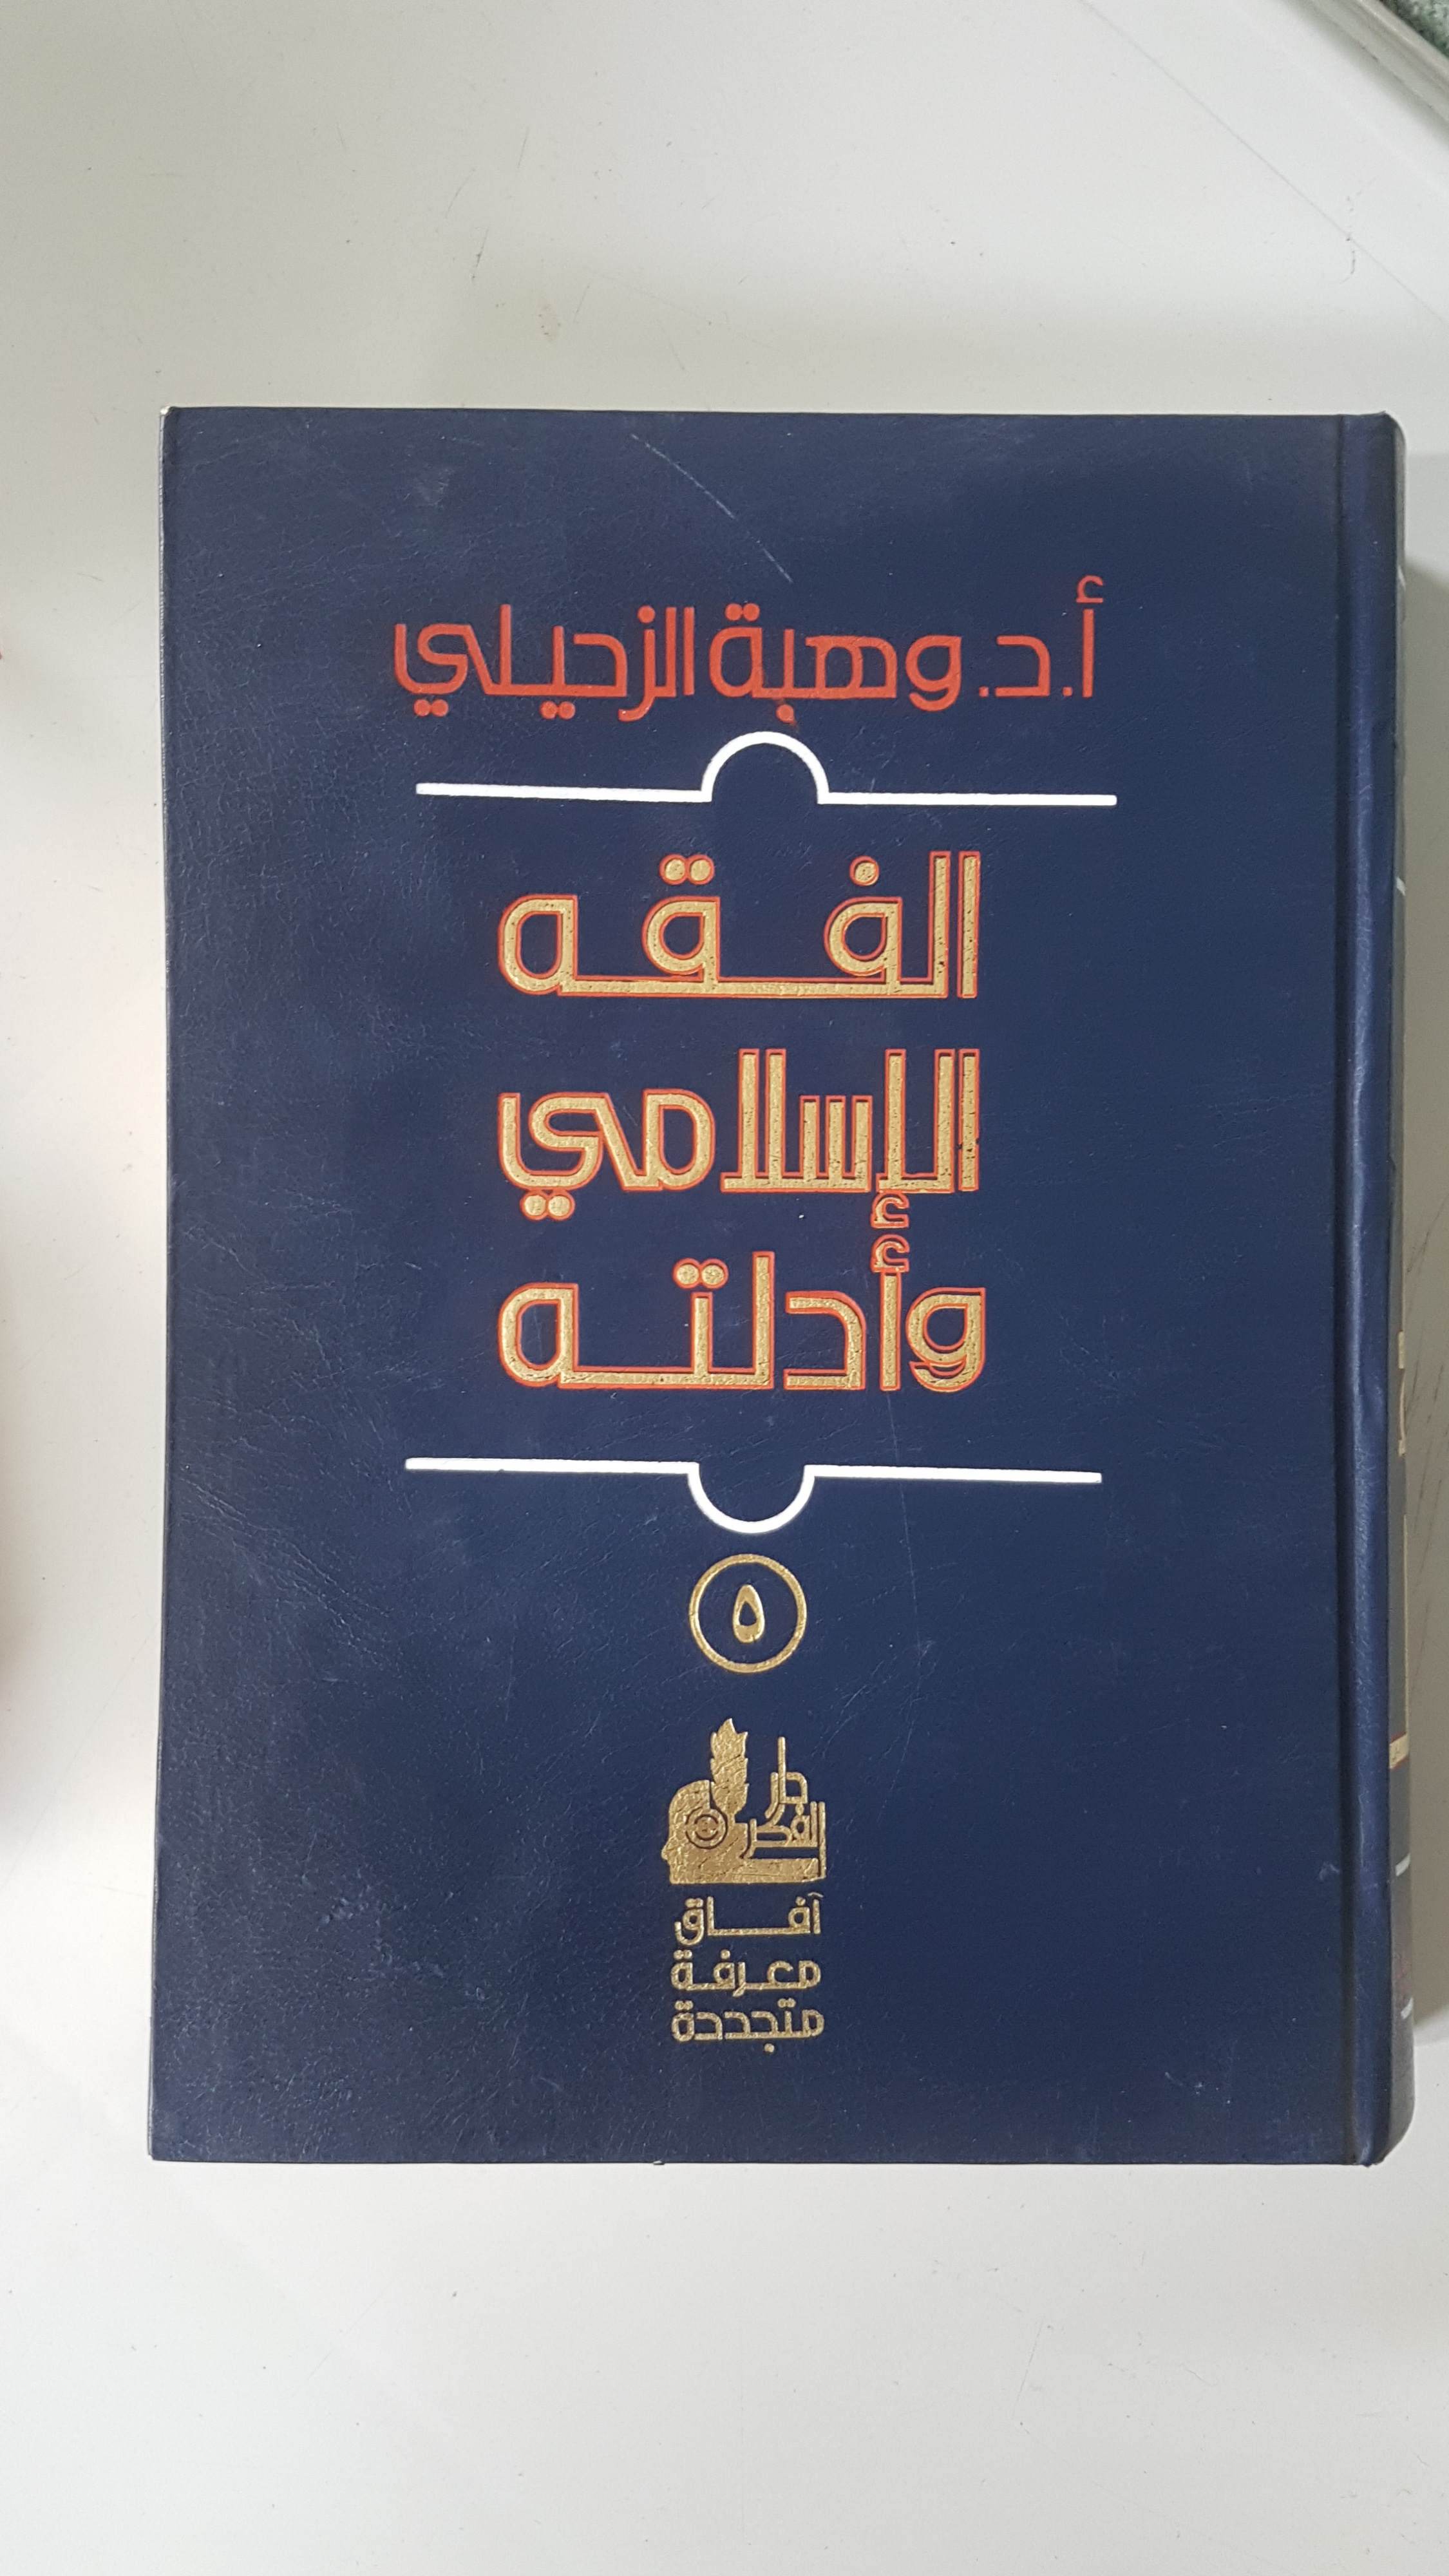 أ.د. وهبة الزحيلي
الفقه
الإسلامي
وأدلته
٥
دار
الفكر
آفاق
معرفة
متجددة